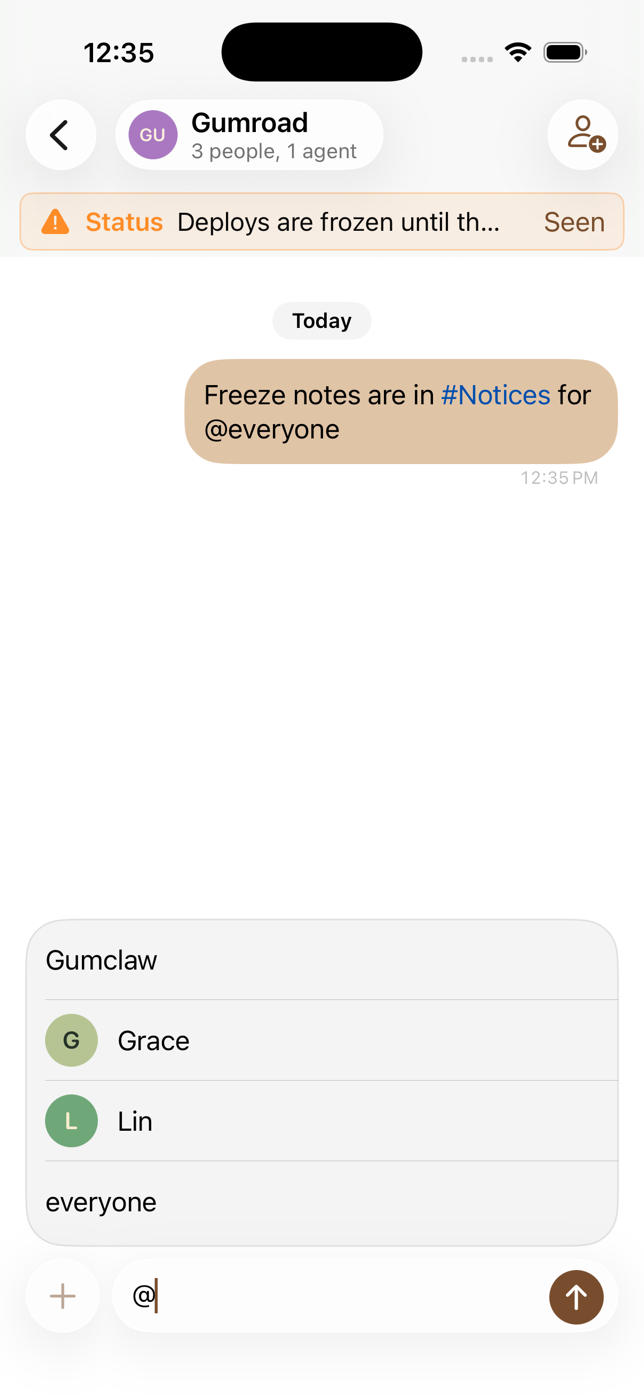 12:35
GU
Gumroad
3 people, 1 agent
Status Deploys are frozen until th... Seen
Today
Freeze notes are in #Notices for
@everyone
12:35 PM
Gumclaw
G Grace
L Lin
everyone
@